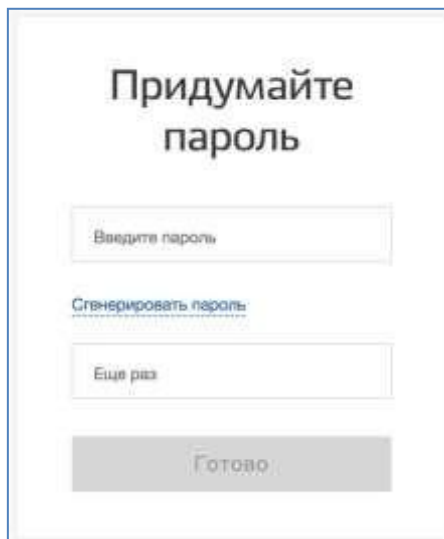 Придумайте
пароль
Введите пароль
Сгенерировать пароль
Еще раз
Готово